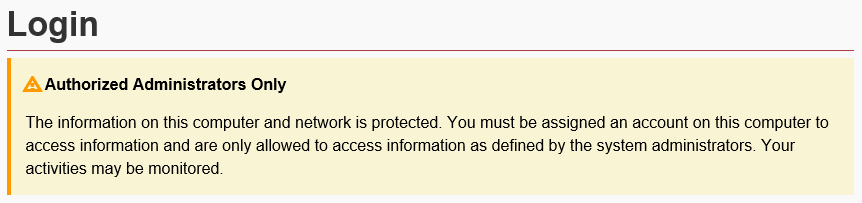 Login
Authorized Administrators Only
The information on this computer and network is protected. You must be assigned an account on this computer to
access information and are only allowed to access information as defined by the system administrators. Your
activities may be monitored.